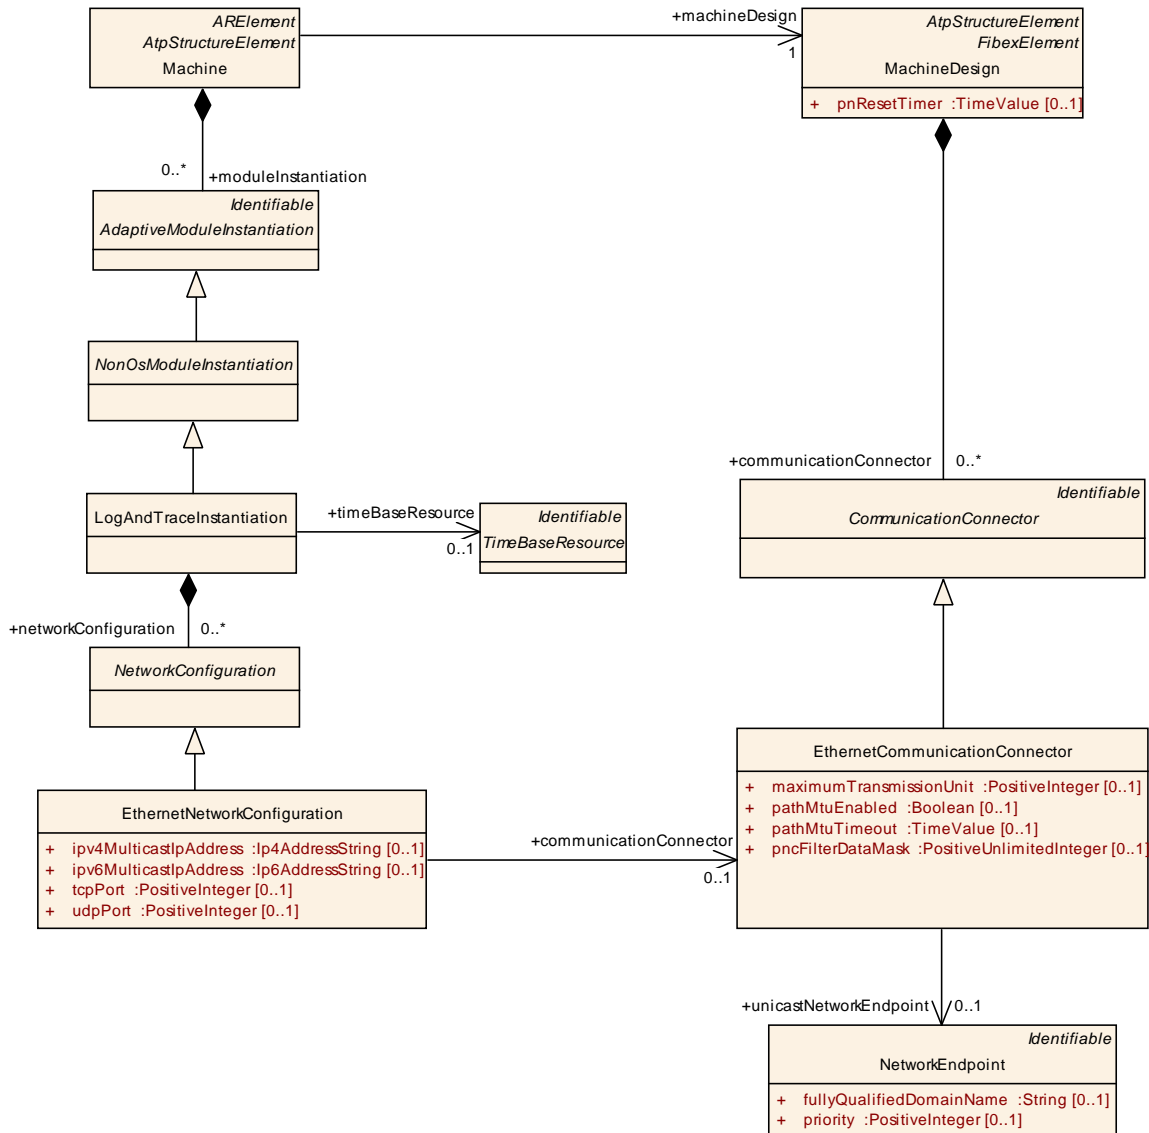 ARElement
AtpStructureElement
Machine
+machineDesign
1
AtpStructureElement
FibexElement
MachineDesign
+ pnResetTimer :TimeValue [0..1]
0..*
+moduleInstantiation
Identifiable
AdaptiveModuleInstantiation
NonOsModuleInstantiation
+communicationConnector
0..*
LogAndTraceInstantiation
+timeBaseResource
0..1
Identifiable
TimeBaseResource
Identifiable
CommunicationConnector
+networkConfiguration
0..*
NetworkConfiguration
EthernetCommunicationConnector
+ maximumTransmissionUnit :PositiveInteger [0..1]
+ pathMtuEnabled :Boolean [0..1]
+ pathMtuTimeout :TimeValue [0..1]
+ pncFilterDataMask :PositiveUnlimitedInteger [0..1]
EthernetNetworkConfiguration
+ ipv4MulticastIpAddress :Ip4AddressString [0..1]
+ ipv6MulticastIpAddress :Ip6AddressString [0..1]
+ tcpPort :PositiveInteger [0..1]
+ udpPort :PositiveInteger [0..1]
+communicationConnector
0..1
+unicastNetworkEndpoint
0..1
Identifiable
NetworkEndpoint
+ fullyQualifiedDomainName :String [0..1]
+ priority :PositiveInteger [0..1]